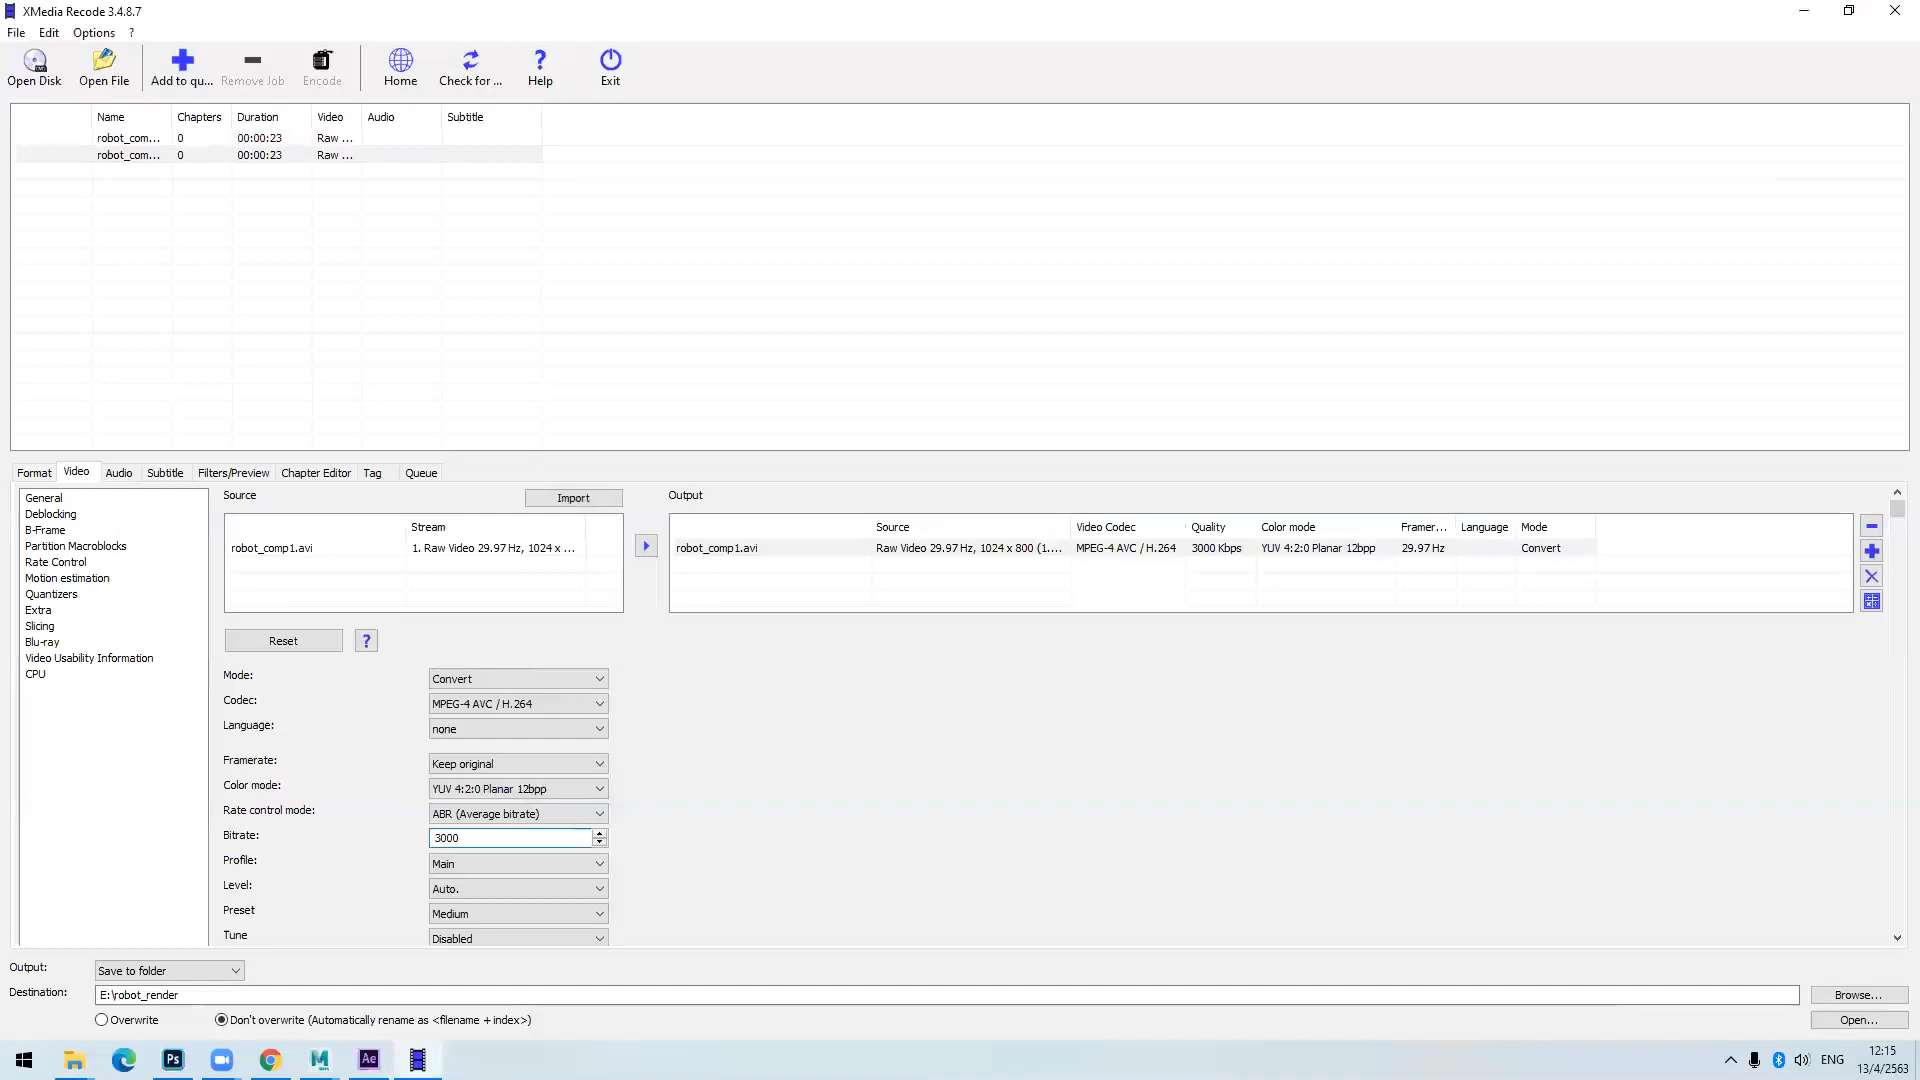 XMedia Recode 3.4.8.7
File Edit Options ?
Open Disk Open File Add to qu... Remove Job Encode Home Check for ... Help Exit
Name Chapters Duration Video Audio Subtitle
robot_com... 0 00:00:23 Raw ...
robot_com... 0 00:00:23 Raw ...
Format Video Audio Subtitle Filters/Preview Chapter Editor Tag Queue
General
Deblocking
B-Frame
Partition Macroblocks
Rate Control
Motion estimation
Quantizers
Extra
Slicing
Blu-ray
Video Usability Information
CPU
Source Import
Stream
robot_comp1.avi 1. Raw Video 29.97 Hz, 1024 x ...
Output
Source Video Codec Quality Color mode Framer... Language Mode
robot_comp1.avi Raw Video 29.97 Hz, 1024 x 800 (1.... MPEG-4 AVC / H.264 3000 Kbps YUV 4:2:0 Planar 12bpp 29.97 Hz Convert
Reset ?
Mode: Convert
Codec: MPEG-4 AVC / H.264
Language: none
Framerate: Keep original
Color mode: YUV 4:2:0 Planar 12bpp
Rate control mode: ABR (Average bitrate)
Bitrate: 3000
Profile: Main
Level: Auto.
Preset Medium
Tune Disabled
Output: Save to folder
Destination: E:\robot_render Browse...
Overwrite Don't overwrite (Automatically rename as <filename + index>) Open...
Ps M Ae ENG 12:15
13/4/2563